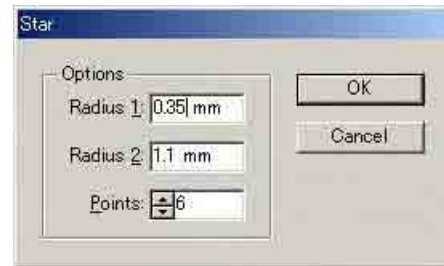 Star
Options
Radius 1: 0.35 mm
Radius 2: 1.1 mm
Points: 6
OK
Cancel